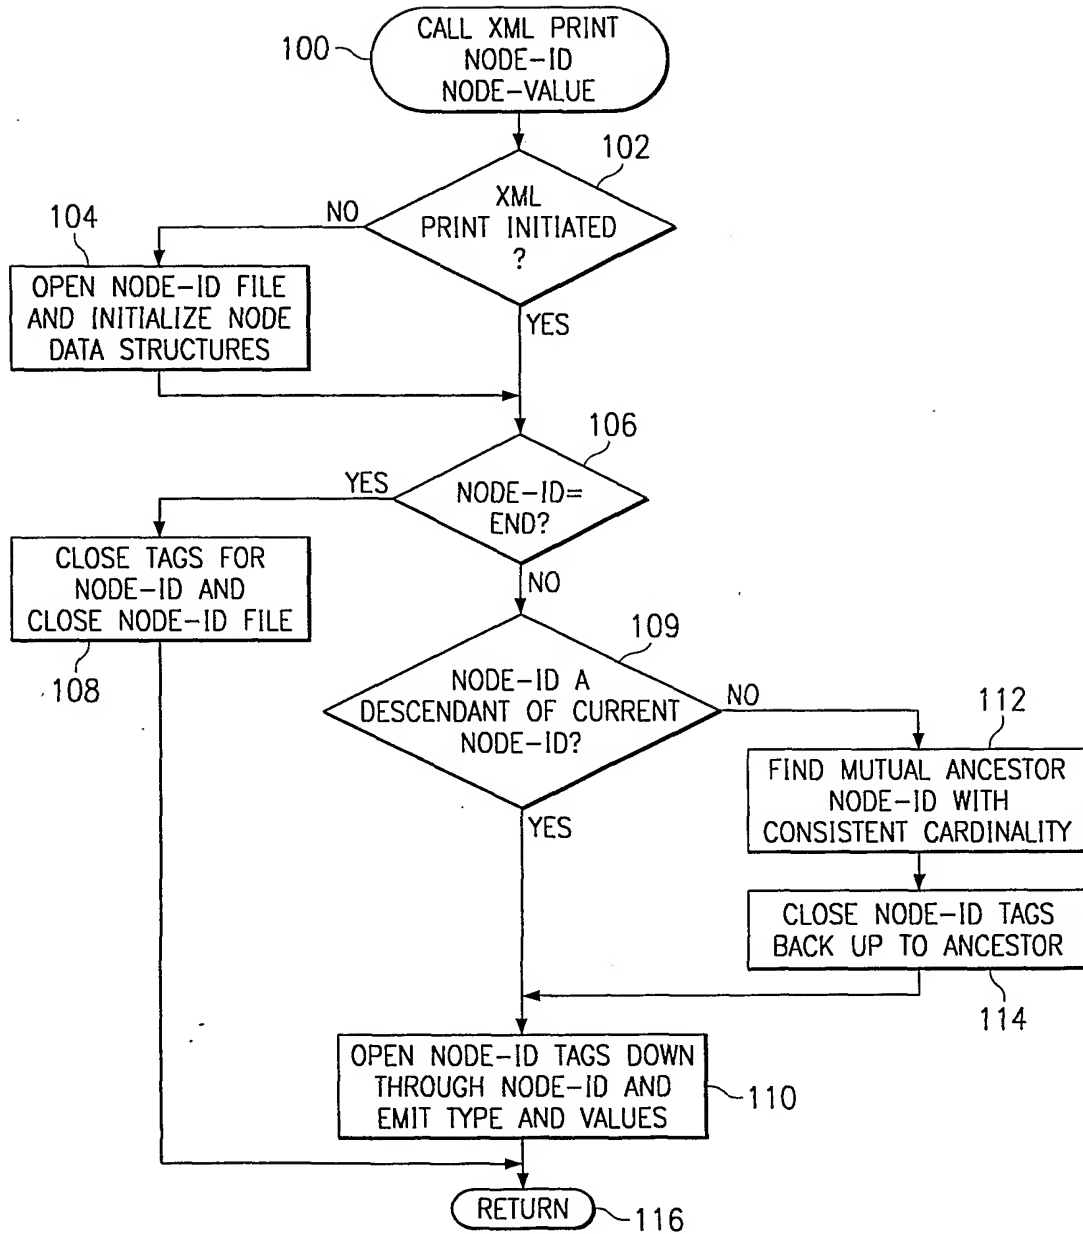 100
CALL XML PRINT
NODE-ID
NODE-VALUE
102
XML
PRINT INITIATED
?
NO
YES
104
OPEN NODE-ID FILE
AND INITIALIZE NODE
DATA STRUCTURES
106
NODE-ID=
END?
YES
NO
CLOSE TAGS FOR
NODE-ID AND
CLOSE NODE-ID FILE
108
109
NODE-ID A
DESCENDANT OF CURRENT
NODE-ID?
NO
YES
112
FIND MUTUAL ANCESTOR
NODE-ID WITH
CONSISTENT CARDINALITY
CLOSE NODE-ID TAGS
BACK UP TO ANCESTOR
114
OPEN NODE-ID TAGS DOWN
THROUGH NODE-ID AND
EMIT TYPE AND VALUES
110
RETURN
116